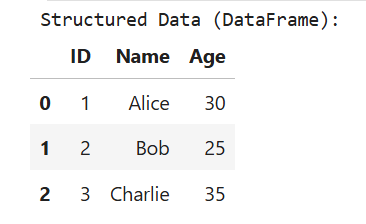 Structured Data (DataFrame):
ID Name Age
0 1 Alice 30
1 2 Bob 25
2 3 Charlie 35